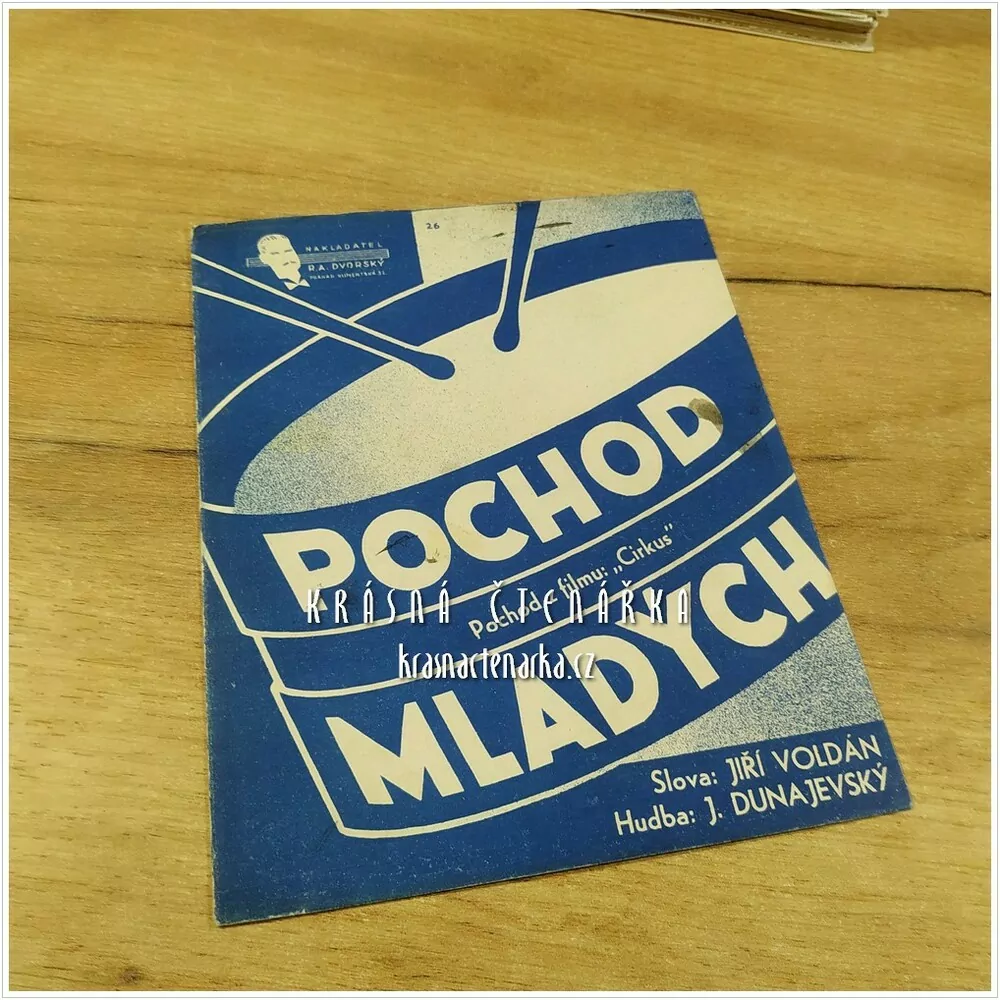 NAKLADATEL
R.A. DVORSKÝ
26
POCHOD
Pochod z filmu: „Cirkus"
MLADÝCH
KRÁSNÁ ČTENÁŘKA
krasnactenarka.cz
Slova: JIŘÍ VOLDÁN
Hudba: J. DUNAJEVSKÝ